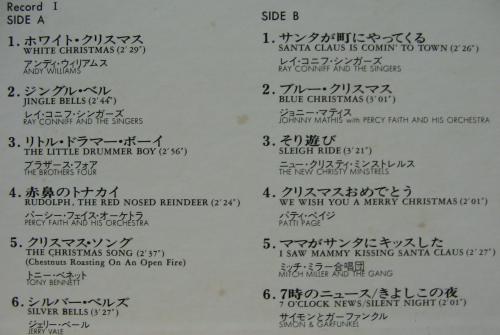 Record I
SIDE A
1. ホワイト・クリスマス
WHITE CHRISTMAS (2'29")
アンディ・ウィリアムス
ANDY WILLIAMS
2. ジングル・ベル
JINGLE BELLS (2'44")
レイ・コニフ・シンガーズ
RAY CONNIFF AND THE SINGERS
3. リトル・ドラマー・ボーイ
THE LITTLE DRUMMER BOY (2'56")
ブラザース・フォア
THE BROTHERS FOUR
4. 赤鼻のトナカイ
RUDOLPH, THE RED NOSED REINDEER (2'24")
パーシー・フェイス・オーケトラ
PERCY FAITH AND HIS ORCHESTRA
5. クリスマス・ソング
THE CHRISTMAS SONG (2'37")
(Chestnuts Roasting On An Open Fire)
トニー・ベネット
TONY BENNETT
6. シルバー・ベルズ
SILVER BELLS (3'27")
ジェリー・ベール
JERRY VALE
SIDE B
1. サンタが町にやってくる
SANTA CLAUS IS COMIN' TO TOWN (2'26")
レイ・コニフ・シンガーズ
RAY CONNIFF AND THE SINGERS
2. ブルー・クリスマス
BLUE CHRISTMAS (3'01")
ジョニー・マティス
JOHNNY MATHIS with PERCY FAITH AND HIS ORCHESTRA
3. そり遊び
SLEIGH RIDE (3'21")
ニュー・クリスティ・ミンストレルス
THE NEW CHRISTY MINSTRELS
4. クリスマスおめでとう
WE WISH YOU A MERRY CHRISTMAS (2'01")
パティ・ペイジ
PATTI PAGE
5. ママがサンタにキッスした
I SAW MAMMY KISSING SANTA CLAUS (2'27")
ミッチ・ミラー合唱団
MITCH MILLER AND THE GANG
6. 7時のニュース/きよしこの夜
7 O'CLOCK NEWS/SILENT NIGHT (2'01")
サイモンとガーファンクル
SIMON & GARFUNKEL